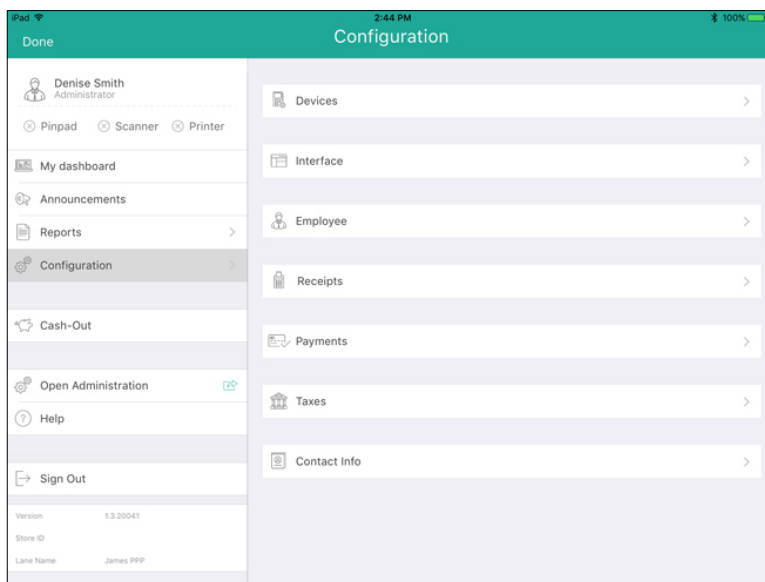 iPad 2:44 PM 100%
Done Configuration
Denise Smith
Administrator
Pinpad Scanner Printer
My dashboard
Announcements
Reports
Configuration
Cash-Out
Open Administration
Help
Sign Out
Version 1.3.20041
Store ID
Lane Name James PPP
Devices
Interface
Employee
Receipts
Payments
Taxes
Contact Info